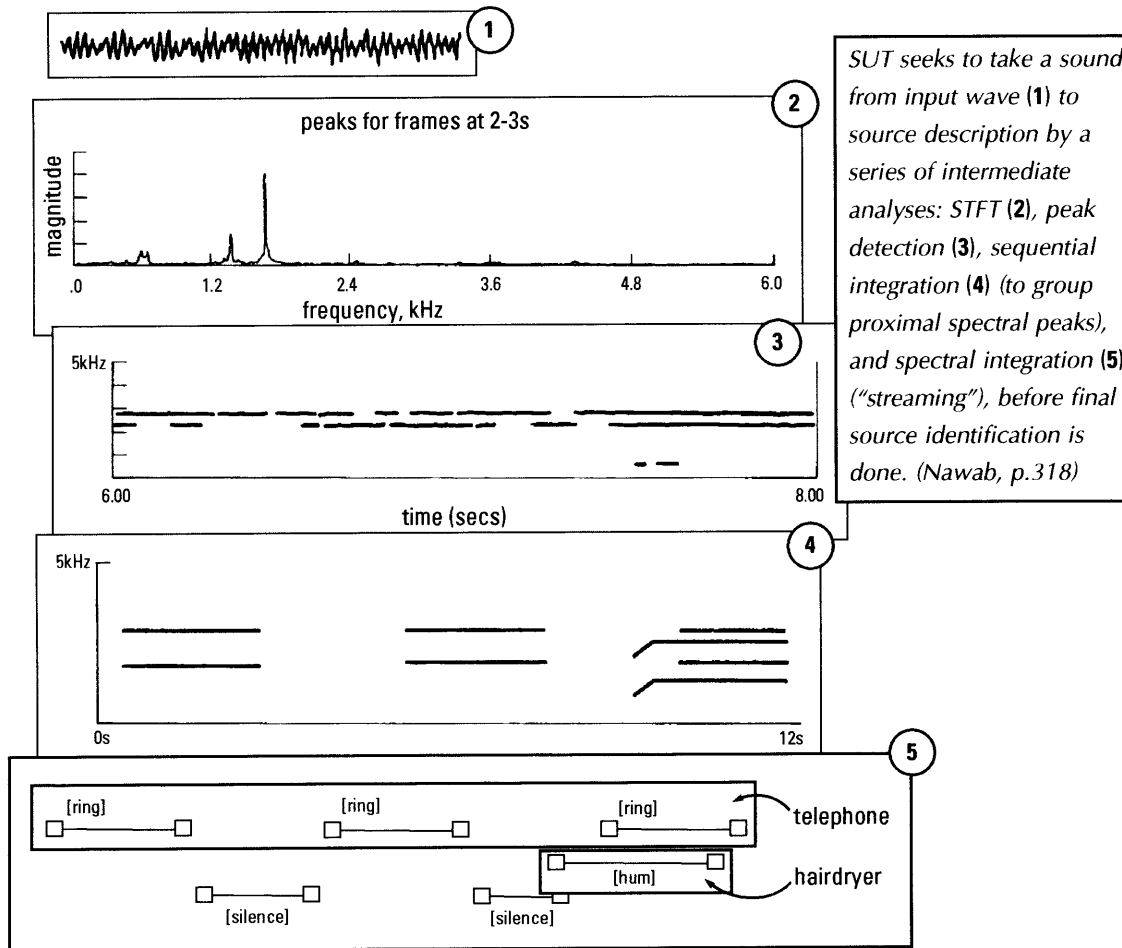 1
SUT seeks to take a sound
from input wave (1) to
source description by a
series of intermediate
analyses: STFT (2), peak
detection (3), sequential
integration (4) (to group
proximal spectral peaks),
and spectral integration (5)
("streaming"), before final
source identification is
done. (Nawab, p.318)
2
peaks for frames at 2-3s
magnitude
.0 1.2 2.4 3.6 4.8 6.0
frequency, kHz
3
5kHz
6.00 8.00
time (secs)
4
5kHz
0s 12s
5
[ring] [ring] [ring]
telephone
[hum]
hairdryer
[silence] [silence]